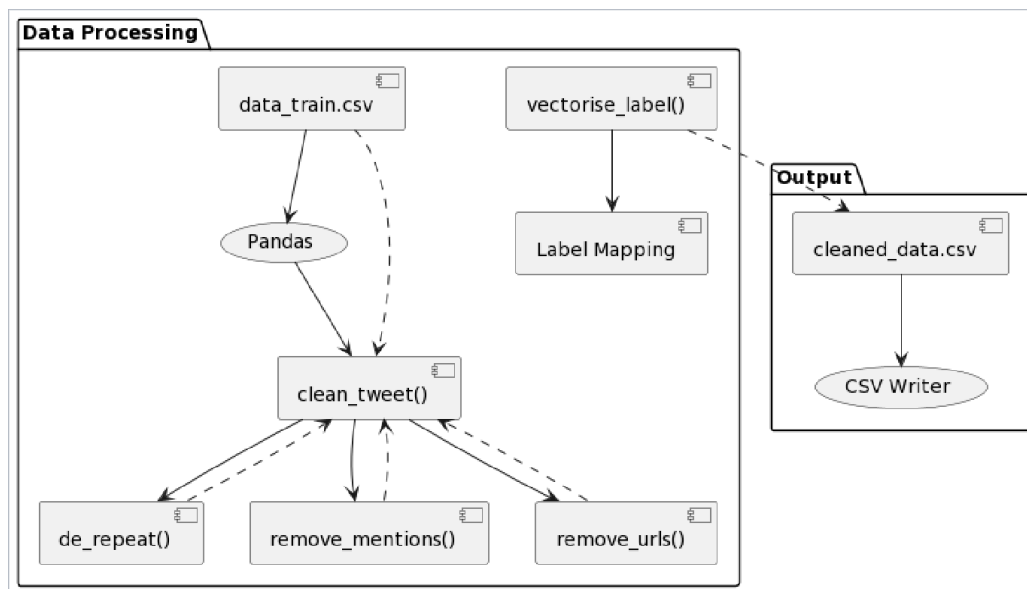 Data Processing
data_train.csv
vectorise_label()
Output
Pandas
Label Mapping
cleaned_data.csv
clean_tweet()
CSV Writer
de_repeat()
remove_mentions()
remove_urls()